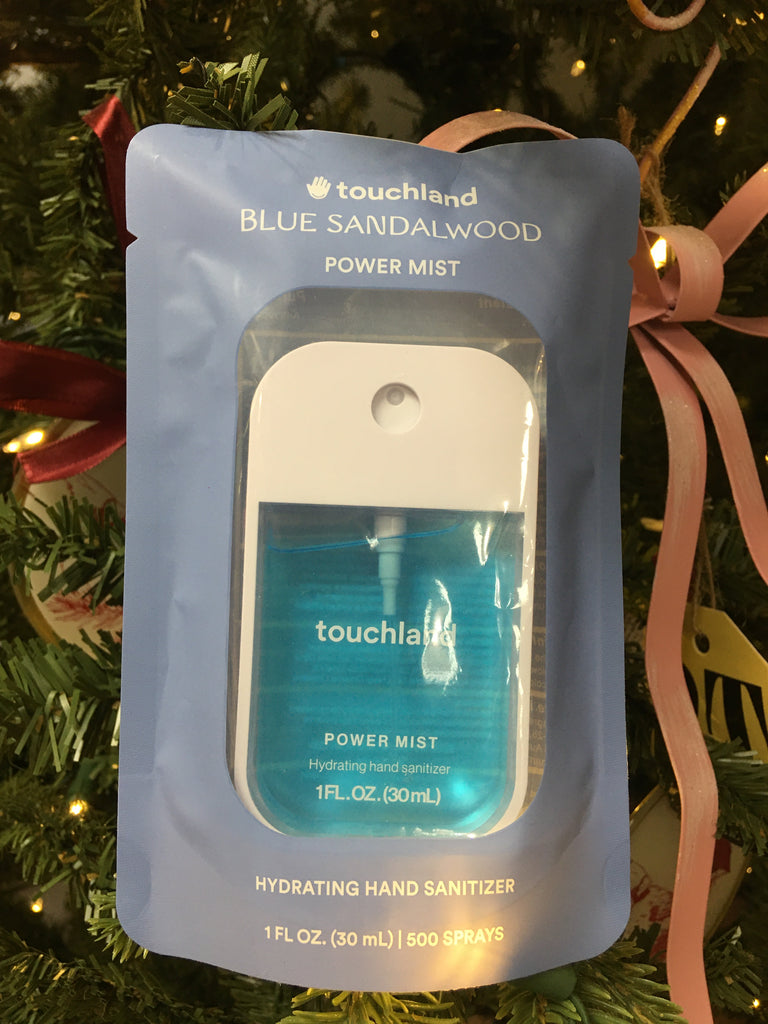 touchland
BLUE SANDALWOOD
POWER MIST
touchland
POWER MIST
Hydrating hand sanitizer
1FL.OZ.(30mL)
HYDRATING HAND SANITIZER
1 FL OZ. (30 mL) | 500 SPRAYS